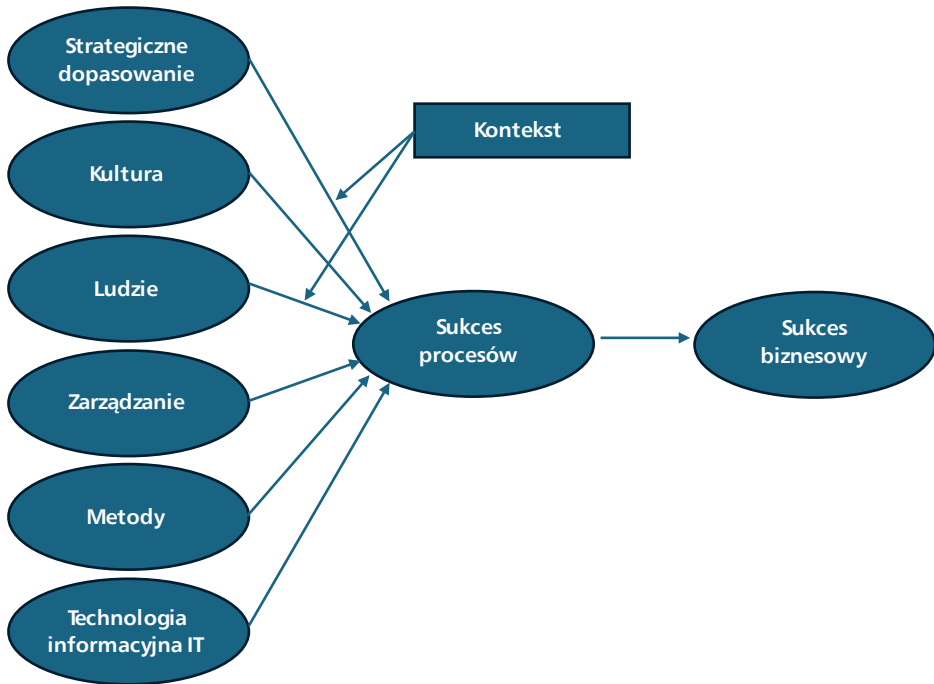 Strategiczne
dopasowanie
Kontekst
Kultura
Ludzie
Sukces
procesów
Sukces
biznesowy
Zarządzanie
Metody
Technologia
informacyjna IT